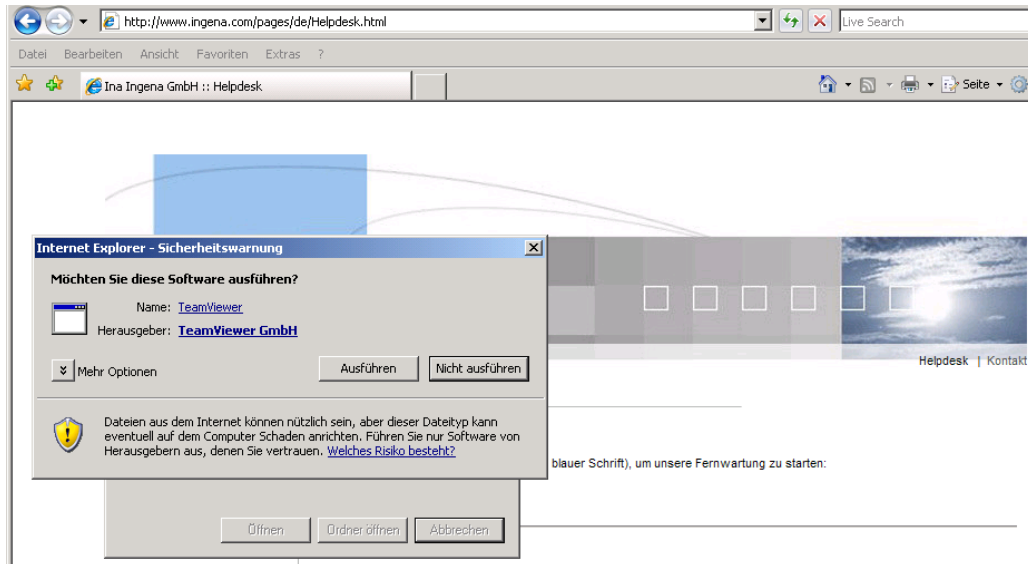 http://www.ingena.com/pages/de/Helpdesk.html
Live Search
Datei Bearbeiten Ansicht Favoriten Extras ?
Ina Ingena GmbH :: Helpdesk
Seite
Internet Explorer - Sicherheitswarnung
Möchten Sie diese Software ausführen?
Name: TeamViewer
Herausgeber: TeamViewer GmbH
Mehr Optionen
Ausführen
Nicht ausführen
Helpdesk | Kontakt
Dateien aus dem Internet können nützlich sein, aber dieser Dateityp kann
eventuell auf dem Computer Schaden anrichten. Führen Sie nur Software von
Herausgebern aus, denen Sie vertrauen. Welches Risiko besteht?
blauer Schrift), um unsere Fernwartung zu starten:
Öffnen
Ordner öffnen
Abbrechen